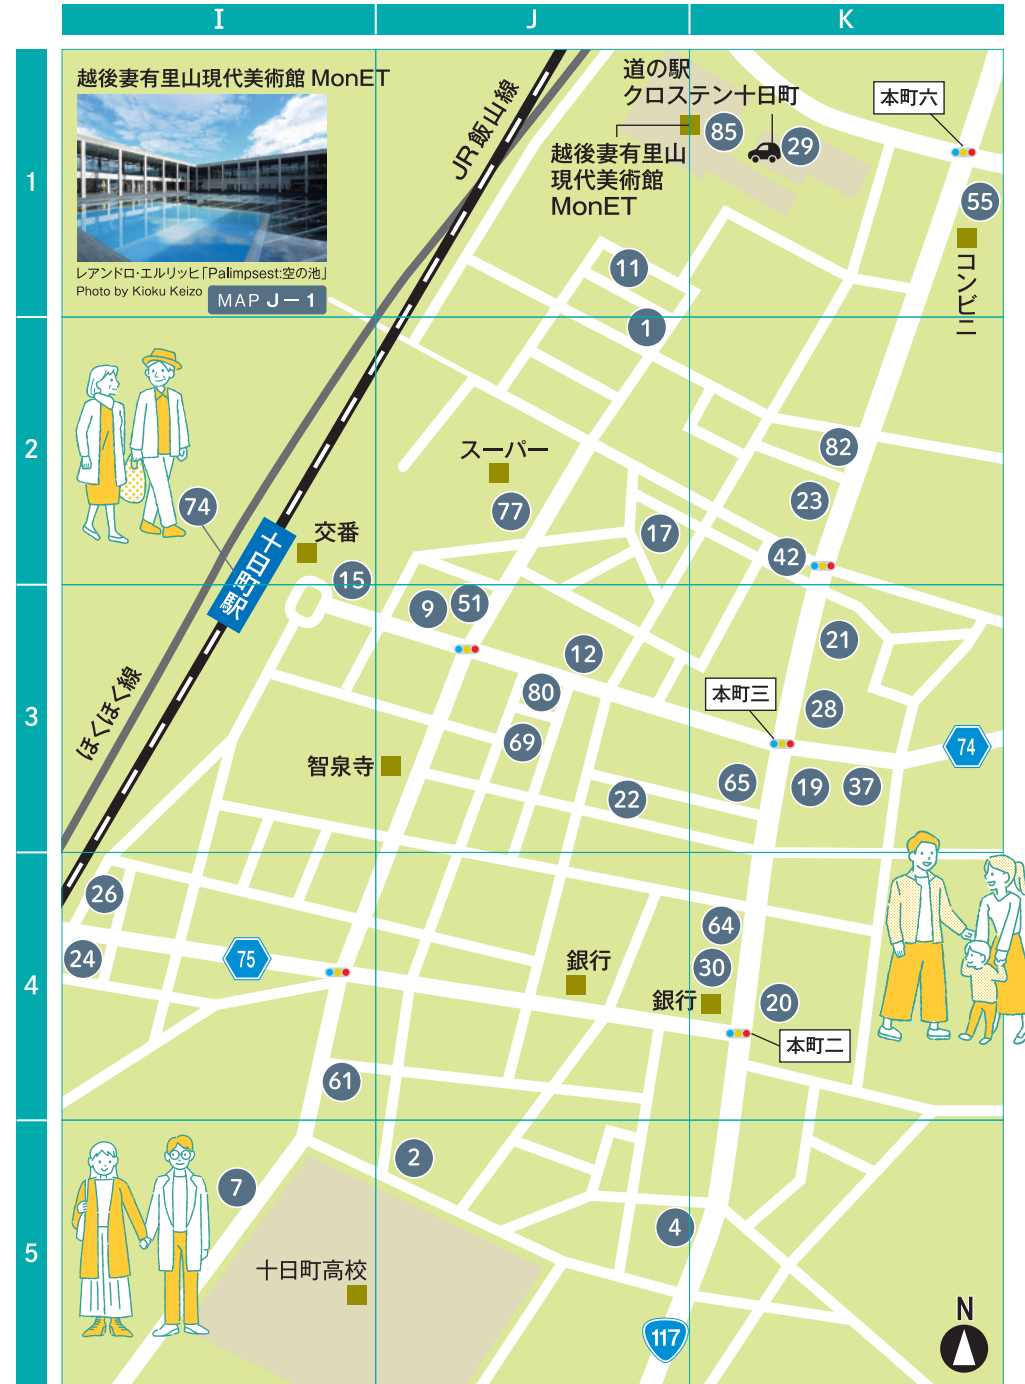 I
J
K
1
2
3
4
5
越後妻有里山現代美術館 MonET
レアンドロ・エルリッヒ「Palimpsest:空の池」
Photo by Kioku Keizo
MAP J－1
JR飯山線
道の駅
クロステン十日町
本町六
85
29
越後妻有里山
現代美術館
MonET
55
コンビニ
11
1
スーパー
82
74
77
23
交番
17
42
十日町駅
15
9
51
21
12
ほくほく線
80
本町三
28
69
74
智泉寺
65
19
37
22
26
64
24
75
銀行
30
銀行
20
本町二
61
2
7
4
十日町高校
117
N